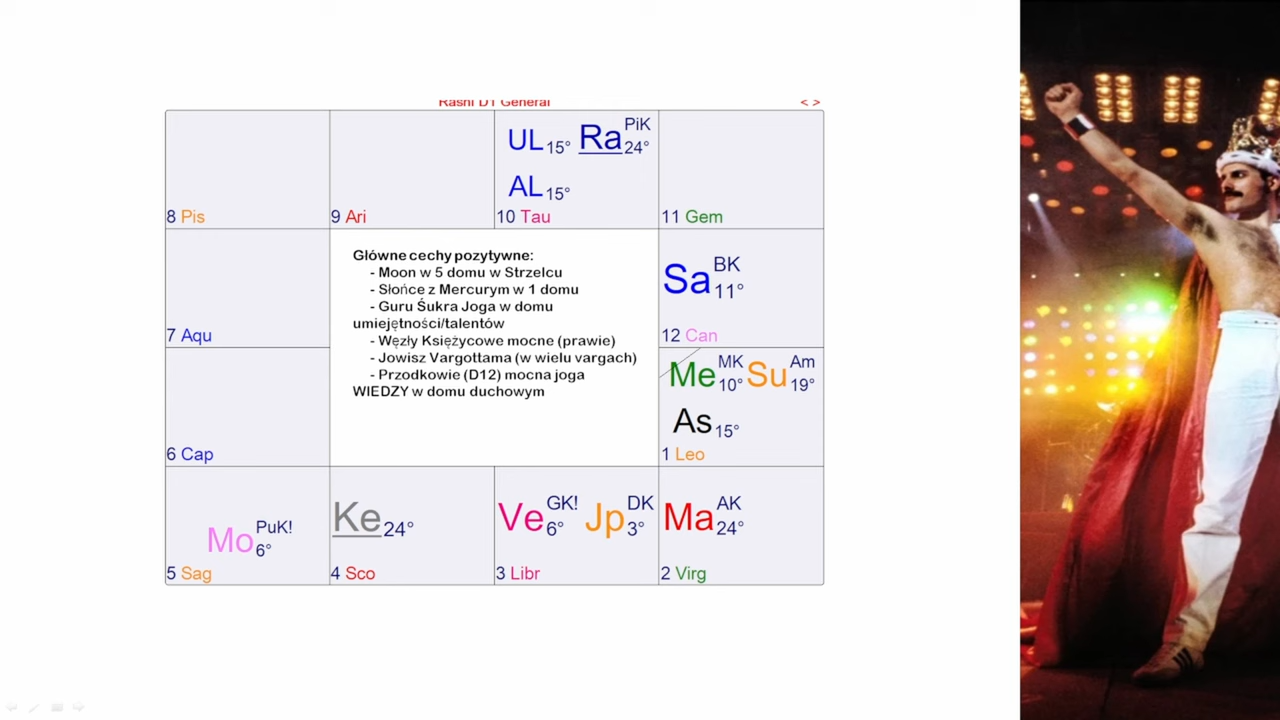 Rashi D1 General < >
UL 15° Ra PiK 24°
AL 15°
8 Pis 9 Ari 10 Tau 11 Gem
Główne cechy pozytywne:
- Moon w 5 domu w Strzelcu
- Słońce z Mercurym w 1 domu
- Guru Śukra Joga w domu
umiejętności/talentów
- Węzły Księżycowe mocne (prawie)
- Jowisz Vargottama (w wielu vargach)
- Przodkowie (D12) mocna joga
WIEDZY w domu duchowym
Sa BK 11°
7 Aqu 12 Can
Me MK 10° Su Am 19°
As 15°
6 Cap 1 Leo
Mo PuK! 6° Ke 24° Ve GK! 6° Jp DK 3° Ma AK 24°
5 Sag 4 Sco 3 Libr 2 Virg